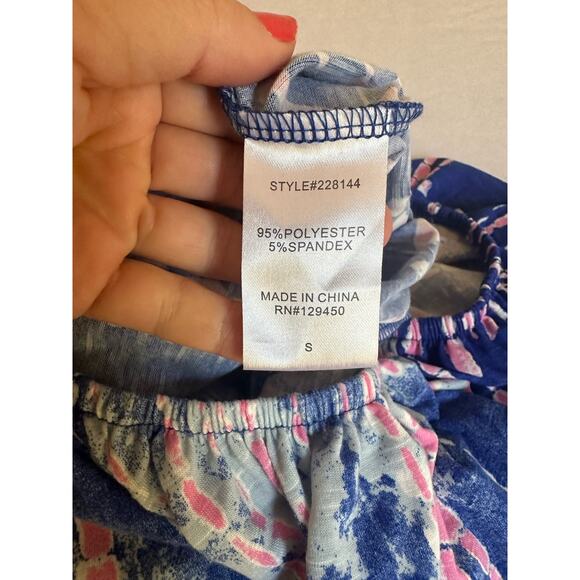 STYLE#228144
95%POLYESTER
5%SPANDEX
MADE IN CHINA
RN#129450
S